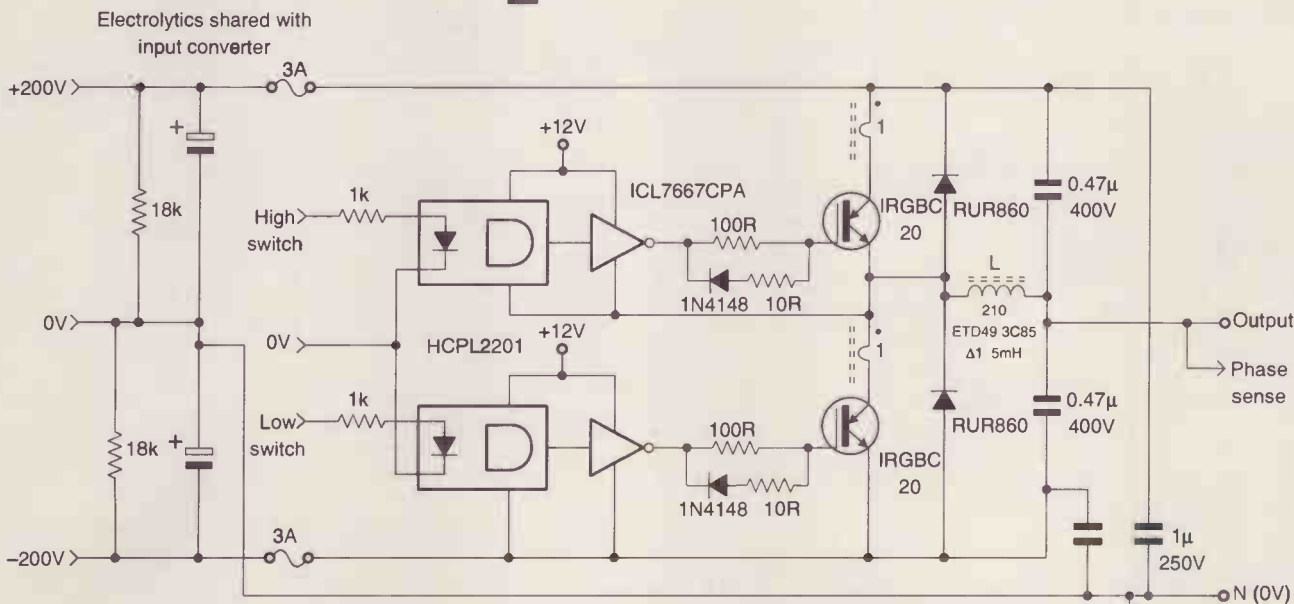 Electrolytics shared with
input converter
3A
+200V
+
+12V
ICL7667CPA
1
0.47µ
400V
18k
1k
High
switch
100R
IRGBC
20
RUR860
1N4148
10R
L
210
ETD49 3C85
Δ1 5mH
0V
0V
HCPL2201
+12V
1
Output
Phase
sense
18k
+
1k
Low
switch
100R
IRGBC
20
RUR860
0.47µ
400V
1N4148
10R
3A
-200V
1µ
250V
N (0V)